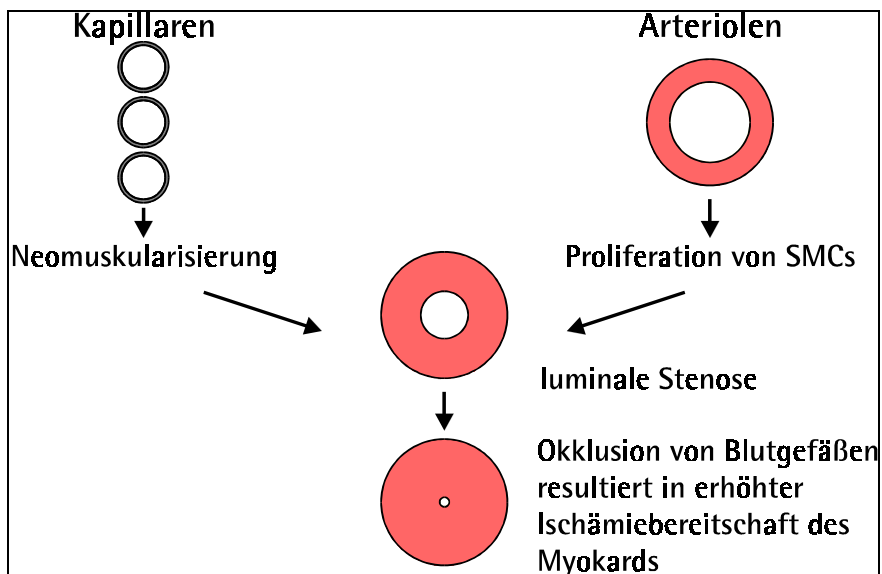 Kapillaren
Arteriolen
Neomuskularisierung
Proliferation von SMCs
luminale Stenose
Okklusion von Blutgefäßen
resultiert in erhöhter
Ischämiebereitschaft des
Myokards